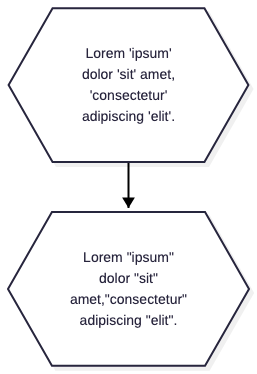 Lorem 'ipsum'
dolor 'sit' amet,
'consectetur'
adipiscing 'elit'.
Lorem "ipsum"
dolor "sit"
amet,"consectetur"
adipiscing "elit".